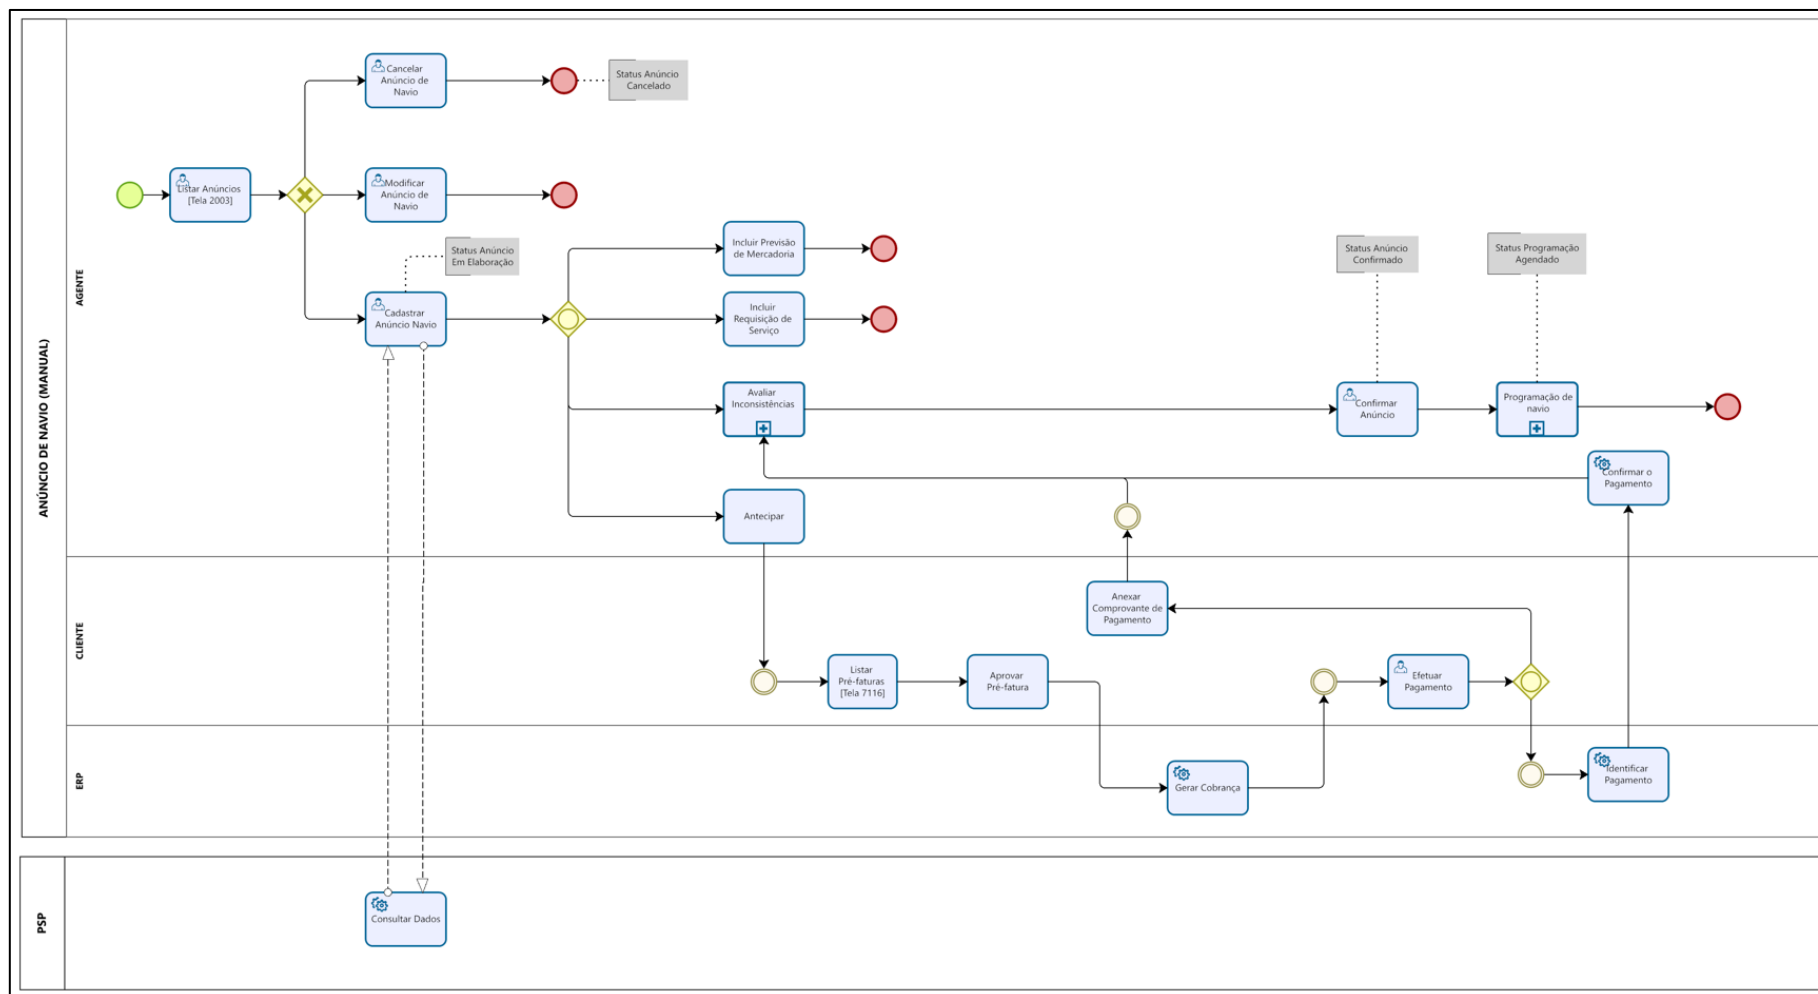 ANÚNCIO DE NAVIO (MANUAL)
AGENTE
Cancelar
Anúncio de
Navio
Status Anúncio
Cancelado
Listar Anúncios
[Tela 2003]
Modificar
Anúncio de
Navio
Status Anúncio
Em Elaboração
Cadastrar
Anúncio Navio
Incluir Previsão
de Mercadoria
Incluir
Requisição de
Serviço
Avaliar
Inconsistências
Antecipar
Status Anúncio
Confirmado
Status Programação
Agendado
Confirmar
Anúncio
Programação de
navio
Confirmar o
Pagamento
CLIENTE
Anexar
Comprovante de
Pagamento
Listar
Pré-faturas
[Tela 7116]
Aprovar
Pré-fatura
Efetuar
Pagamento
ERP
Gerar Cobrança
Identificar
Pagamento
PSP
Consultar Dados